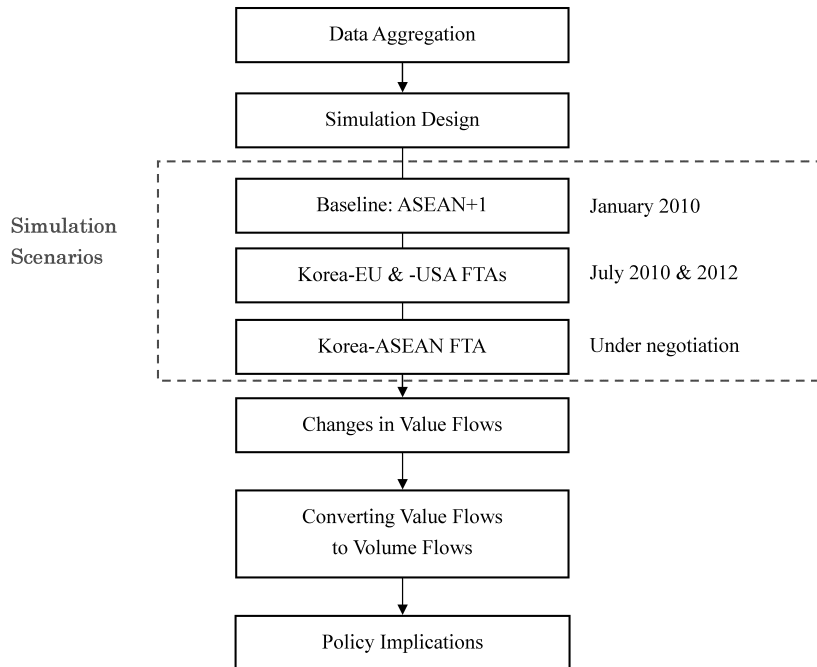 Data Aggregation
Simulation Design
Simulation
Scenarios
Baseline: ASEAN+1
January 2010
Korea-EU & -USA FTAs
July 2010 & 2012
Korea-ASEAN FTA
Under negotiation
Changes in Value Flows
Converting Value Flows
to Volume Flows
Policy Implications